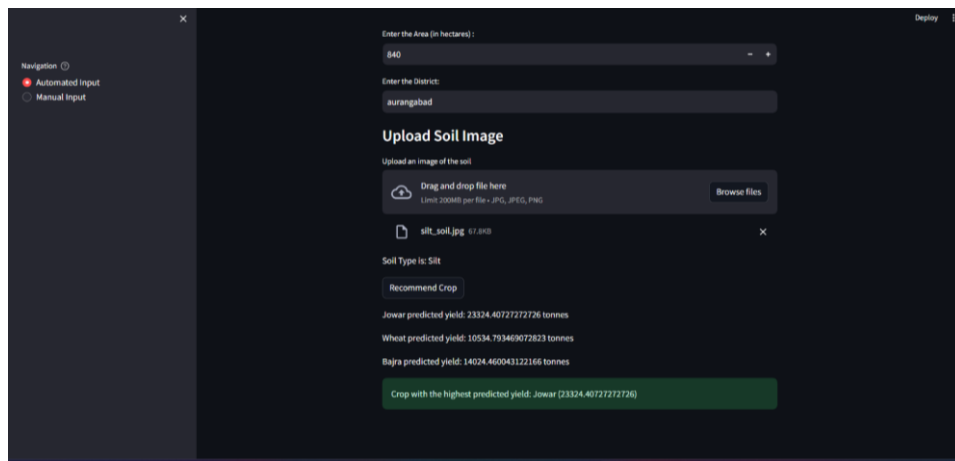 Deploy
Navigation
Automated Input
Manual Input
Enter the Area (in hectares) :
840
Enter the District:
aurangabad
Upload Soil Image
Upload an image of the soil
Drag and drop file here
Limit 200MB per file • JPG, JPEG, PNG
Browse files
silt_soil.jpg 67.8KB
Soil Type is: Silt
Recommend Crop
Jowar predicted yield: 23324.40727272726 tonnes
Wheat predicted yield: 10534.793469072823 tonnes
Bajra predicted yield: 14024.460043122166 tonnes
Crop with the highest predicted yield: Jowar (23324.40727272726)